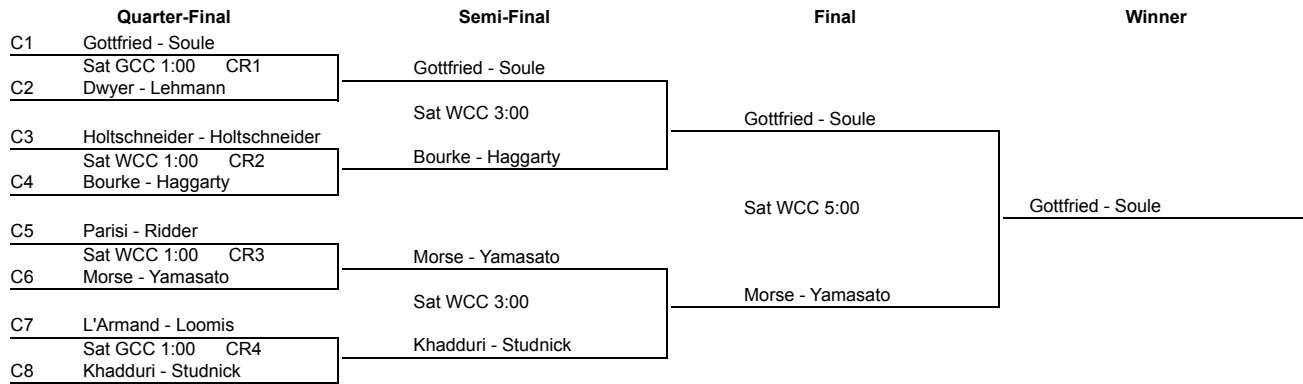 Quarter-Final Semi-Final Final Winner
C1 Gottfried - Soule
Sat GCC 1:00 CR1 Gottfried - Soule
C2 Dwyer - Lehmann
Sat WCC 3:00 Gottfried - Soule
C3 Holtschneider - Holtschneider
Sat WCC 1:00 CR2 Bourke - Haggarty
C4 Bourke - Haggarty
Sat WCC 5:00 Gottfried - Soule
C5 Parisi - Ridder
Sat WCC 1:00 CR3 Morse - Yamasato
C6 Morse - Yamasato
Sat WCC 3:00 Morse - Yamasato
C7 L'Armand - Loomis
Sat GCC 1:00 CR4 Khadduri - Studnick
C8 Khadduri - Studnick